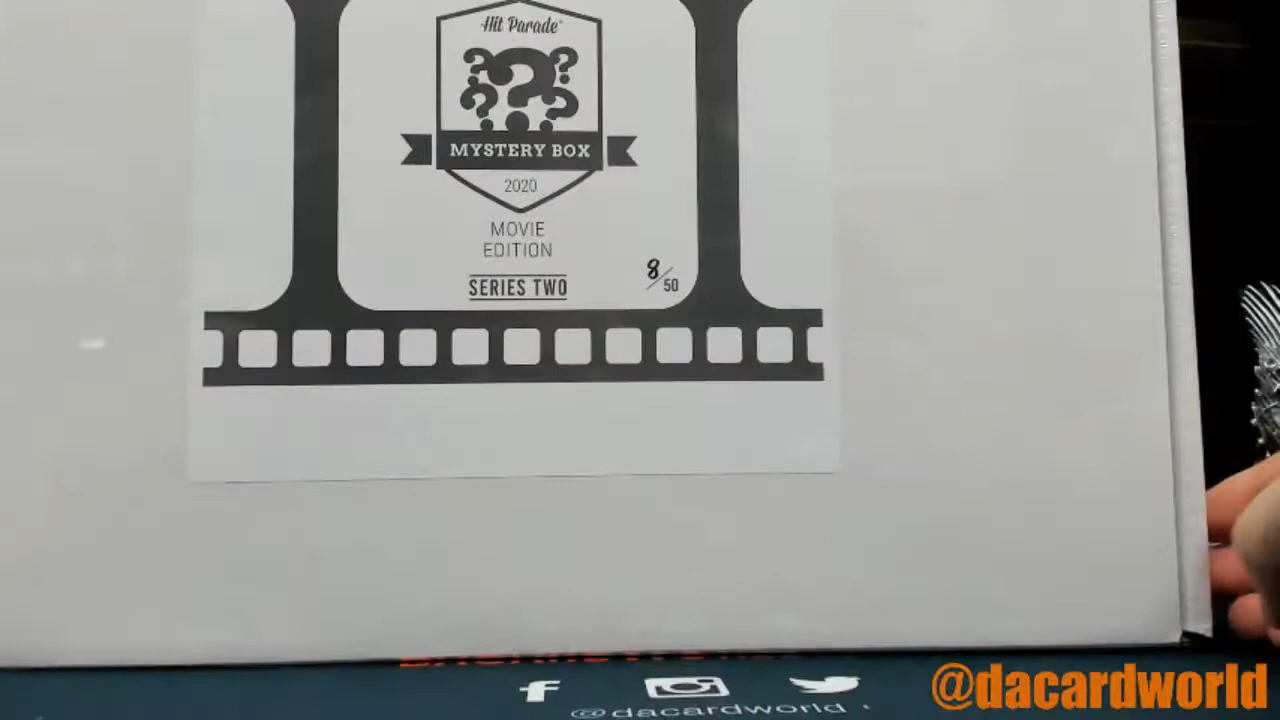 Hit Parade®
? ? ? ? ?
MYSTERY BOX
2020
MOVIE
EDITION
SERIES TWO
8/50
@dacardworld
@dacardworld